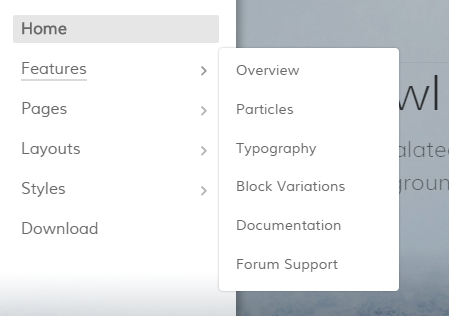 Home
Features
Pages
Layouts
Styles
Download
Overview
Particles
Typography
Block Variations
Documentation
Forum Support